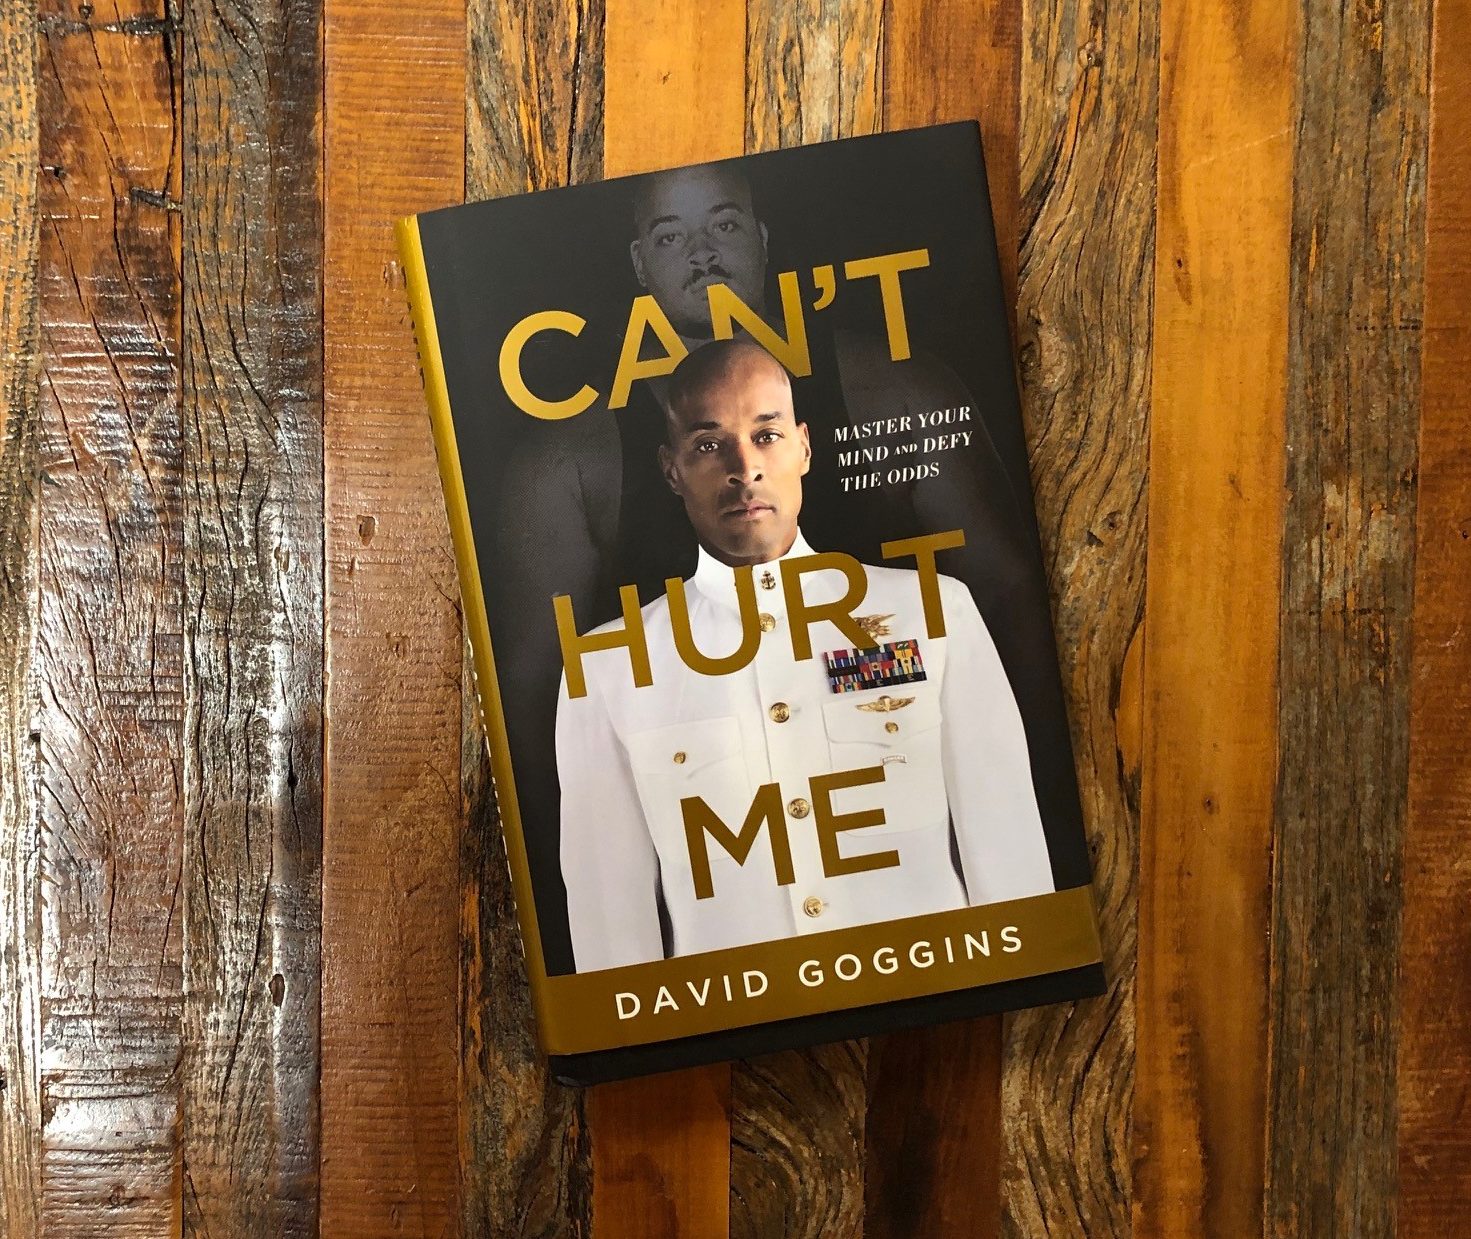 CAN'T
MASTER YOUR
MIND AND DEFY
THE ODDS
HURT
ME
DAVID GOGGINS